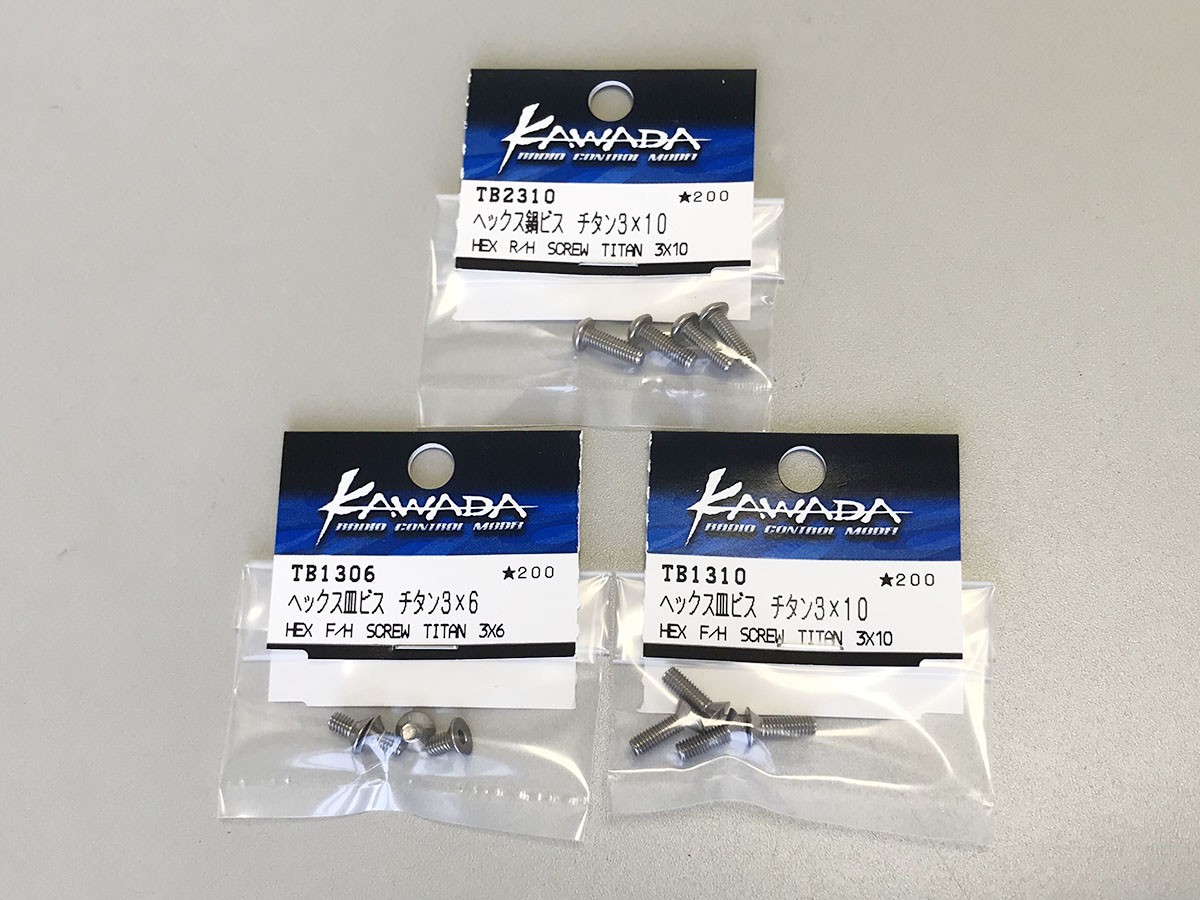 KAWADA
RADIO CONTROL MODEL
TB2310 ★200
ヘックス鍋ビス チタン3×10
HEX R/H SCREW TITAN 3X10
KAWADA
RADIO CONTROL MODEL
TB1306 ★200
ヘックス皿ビス チタン3×6
HEX F/H SCREW TITAN 3X6
KAWADA
RADIO CONTROL MODEL
TB1310 ★200
ヘックス皿ビス チタン3×10
HEX F/H SCREW TITAN 3X10